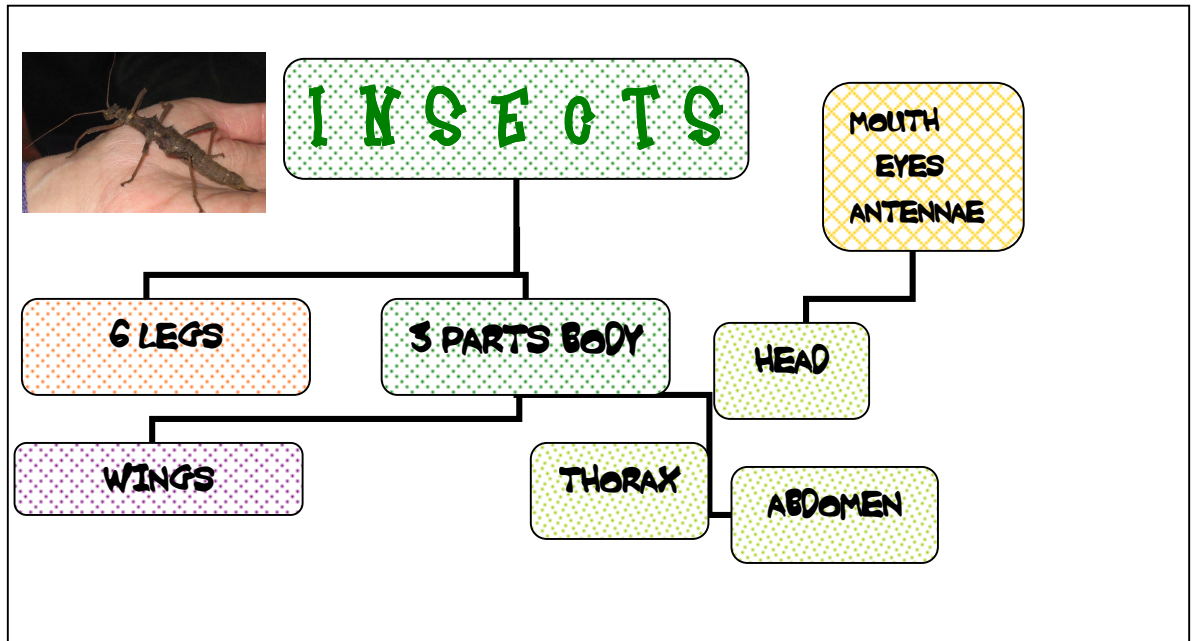 INSECTS
MOUTH
EYES
ANTENNAE
6 LEGS
3 PARTS BODY
HEAD
WINGS
THORAX
ABDOMEN